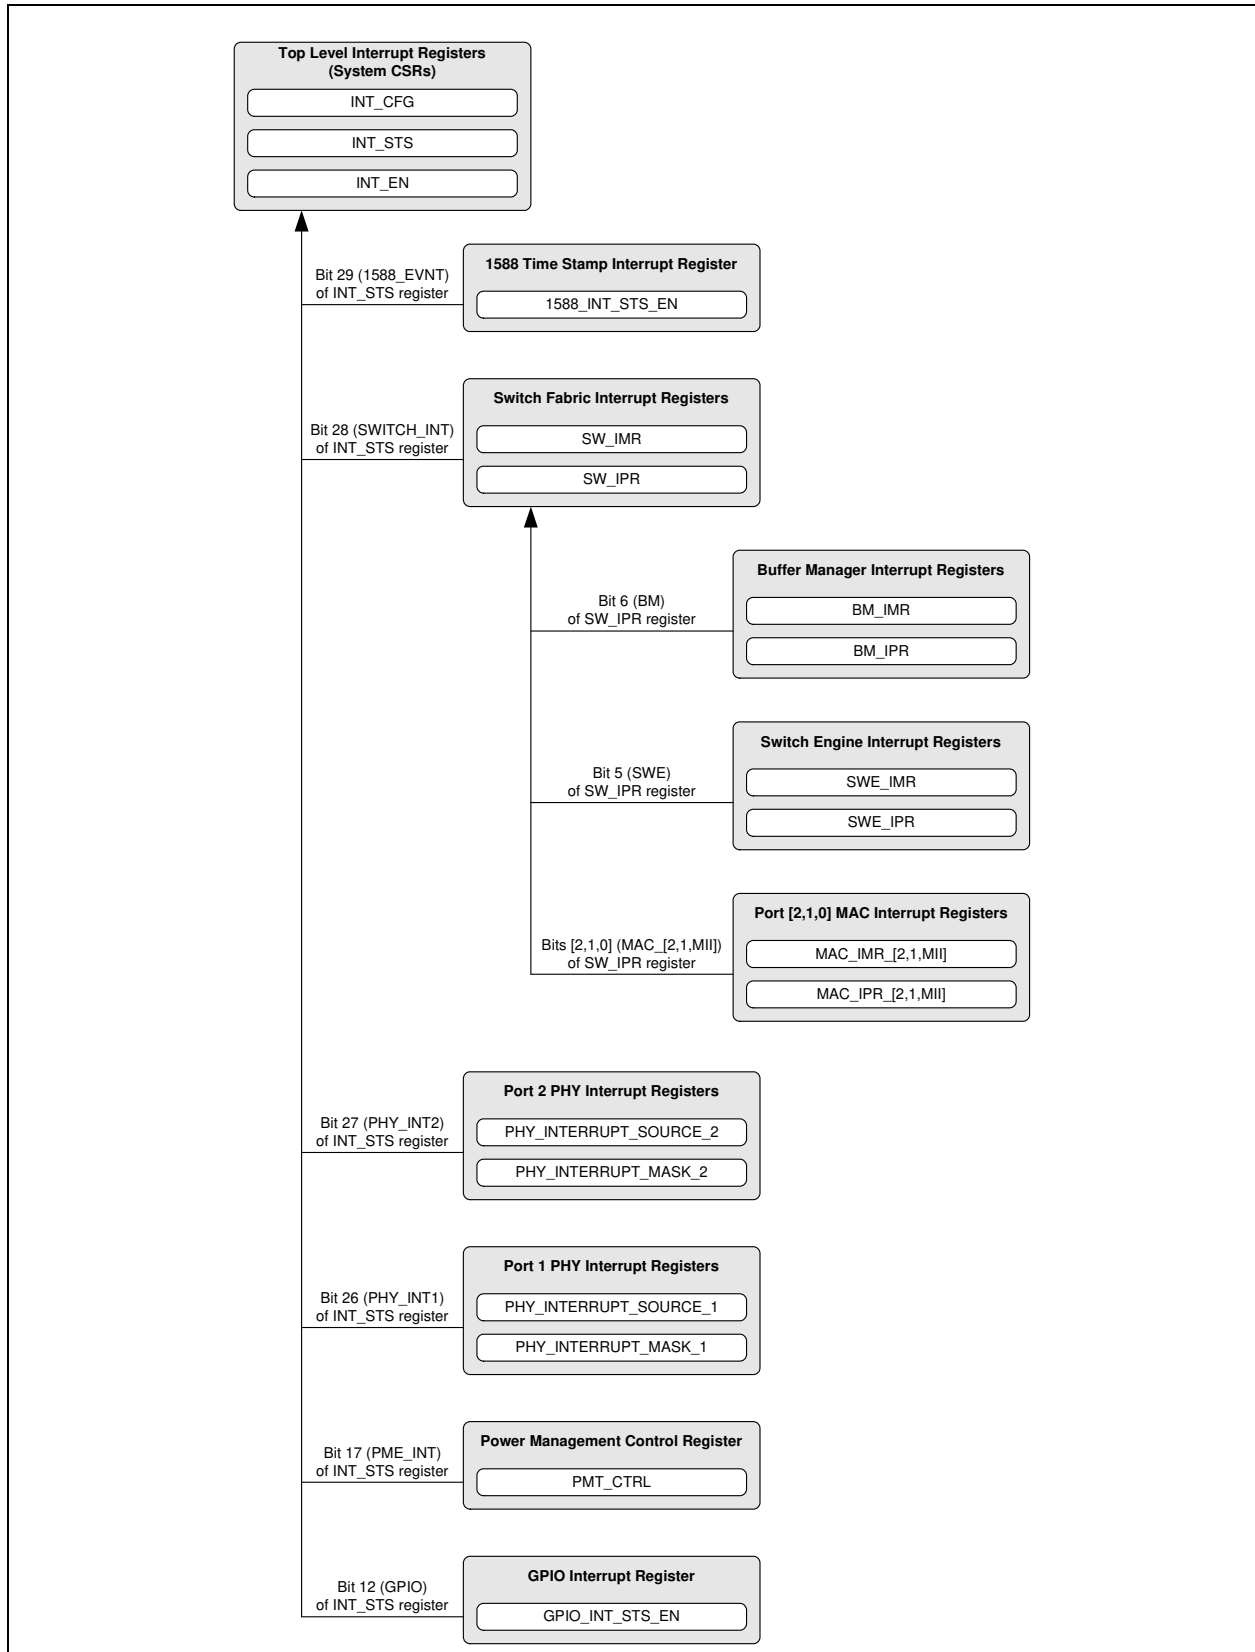 Top Level Interrupt Registers
(System CSRs)
INT_CFG
INT_STS
INT_EN
Bit 29 (1588_EVNT)
of INT_STS register
1588 Time Stamp Interrupt Register
1588_INT_STS_EN
Bit 28 (SWITCH_INT)
of INT_STS register
Switch Fabric Interrupt Registers
SW_IMR
SW_IPR
Bit 6 (BM)
of SW_IPR register
Buffer Manager Interrupt Registers
BM_IMR
BM_IPR
Bit 5 (SWE)
of SW_IPR register
Switch Engine Interrupt Registers
SWE_IMR
SWE_IPR
Bits [2,1,0] (MAC_[2,1,MII])
of SW_IPR register
Port [2,1,0] MAC Interrupt Registers
MAC_IMR_[2,1,MII]
MAC_IPR_[2,1,MII]
Bit 27 (PHY_INT2)
of INT_STS register
Port 2 PHY Interrupt Registers
PHY_INTERRUPT_SOURCE_2
PHY_INTERRUPT_MASK_2
Bit 26 (PHY_INT1)
of INT_STS register
Port 1 PHY Interrupt Registers
PHY_INTERRUPT_SOURCE_1
PHY_INTERRUPT_MASK_1
Bit 17 (PME_INT)
of INT_STS register
Power Management Control Register
PMT_CTRL
Bit 12 (GPIO)
of INT_STS register
GPIO Interrupt Register
GPIO_INT_STS_EN